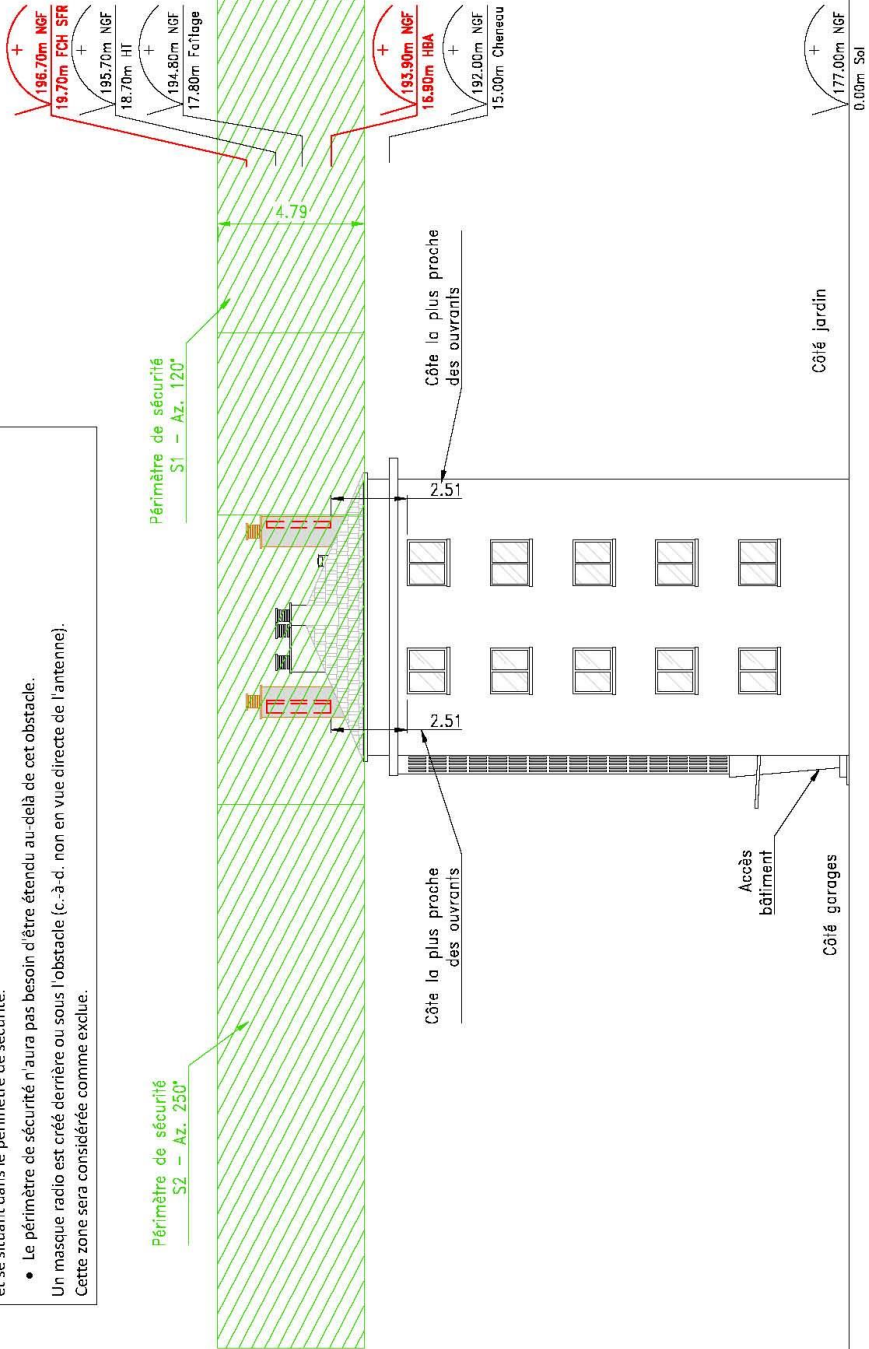 et se situant dans le périmètre de sécurité.
• Le périmètre de sécurité n'aura pas besoin d'être étendu au-delà de cet obstacle.
Un masque radio est créé derrière ou sous l'obstacle (c.-à-d. non en vue directe de l'antenne).
Cette zone sera considérée comme exclue.
Périmètre de sécurité
S2 - Az. 250°
Périmètre de sécurité
S1 - Az. 120°
4.79
196.70m NGF
19.70m FCH SFR
195.70m NGF
18.70m HT
194.80m NGF
17.80m Faîtage
193.90m NGF
16.90m HBA
192.00m NGF
15.00m Cheneau
177.00m NGF
0.00m Sol
Côte la plus proche
des ouvrants
2.51
2.51
Côte la plus proche
des ouvrants
Accès
bâtiment
Côté garages
Côté jardin